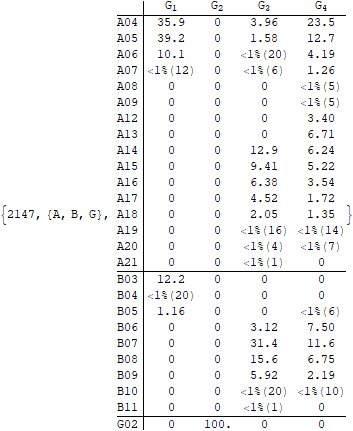 G₁ G₂ G₃ G₄
A04 35.9 0 3.96 23.5
A05 39.2 0 1.58 12.7
A06 10.1 0 <1%(20) 4.19
A07 <1%(12) 0 <1%(6) 1.26
A08 0 0 0 <1%(5)
A09 0 0 0 <1%(5)
A12 0 0 0 3.40
A13 0 0 0 6.71
A14 0 0 12.9 6.24
A15 0 0 9.41 5.22
A16 0 0 6.38 3.54
A17 0 0 4.52 1.72
{2147, {A, B, G}, A18 0 0 2.05 1.35 }
A19 0 0 <1%(16) <1%(14)
A20 0 0 <1%(4) <1%(7)
A21 0 0 <1%(1) 0
B03 12.2 0 0 0
B04 <1%(20) 0 0 0
B05 1.16 0 0 <1%(6)
B06 0 0 3.12 7.50
B07 0 0 31.4 11.6
B08 0 0 15.6 6.75
B09 0 0 5.92 2.19
B10 0 0 <1%(20) <1%(10)
B11 0 0 <1%(1) 0
G02 0 100. 0 0